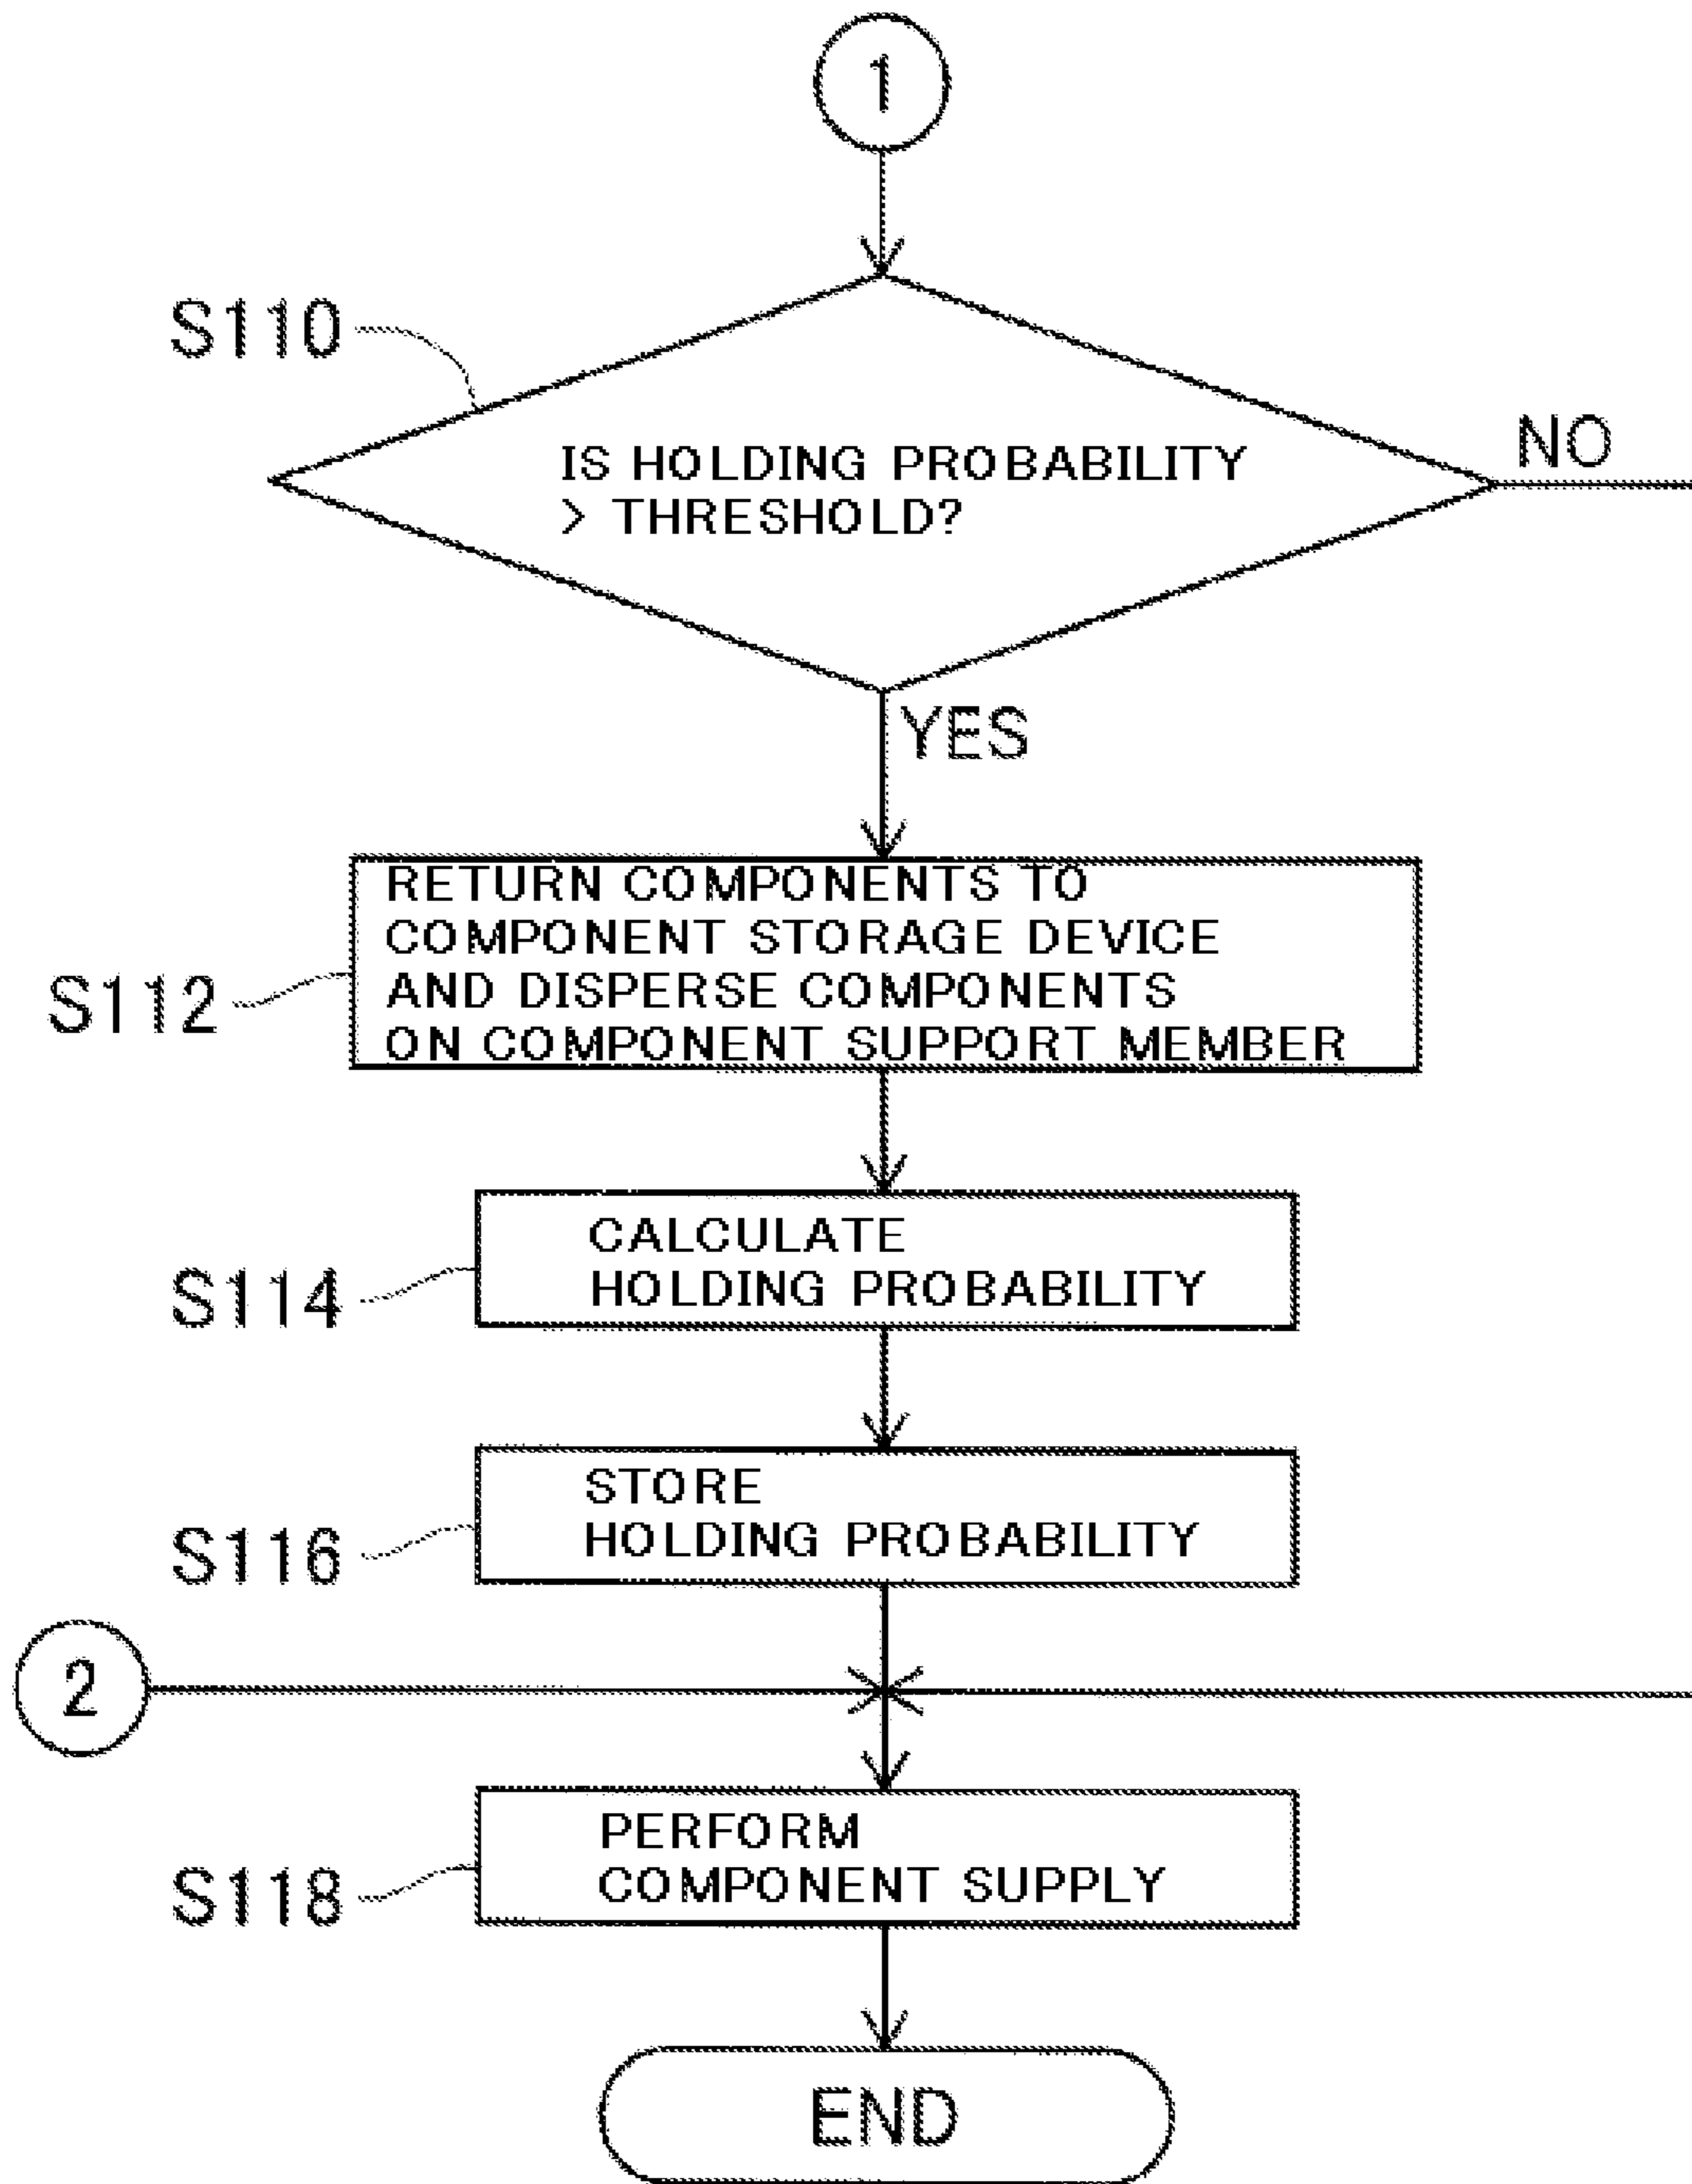 1
S110
IS HOLDING PROBABILITY
> THRESHOLD?
NO
YES
S112
RETURN COMPONENTS TO
COMPONENT STORAGE DEVICE
AND DISPERSE COMPONENTS
ON COMPONENT SUPPORT MEMBER
S114
CALCULATE
HOLDING PROBABILITY
S116
STORE
HOLDING PROBABILITY
2
S118
PERFORM
COMPONENT SUPPLY
END